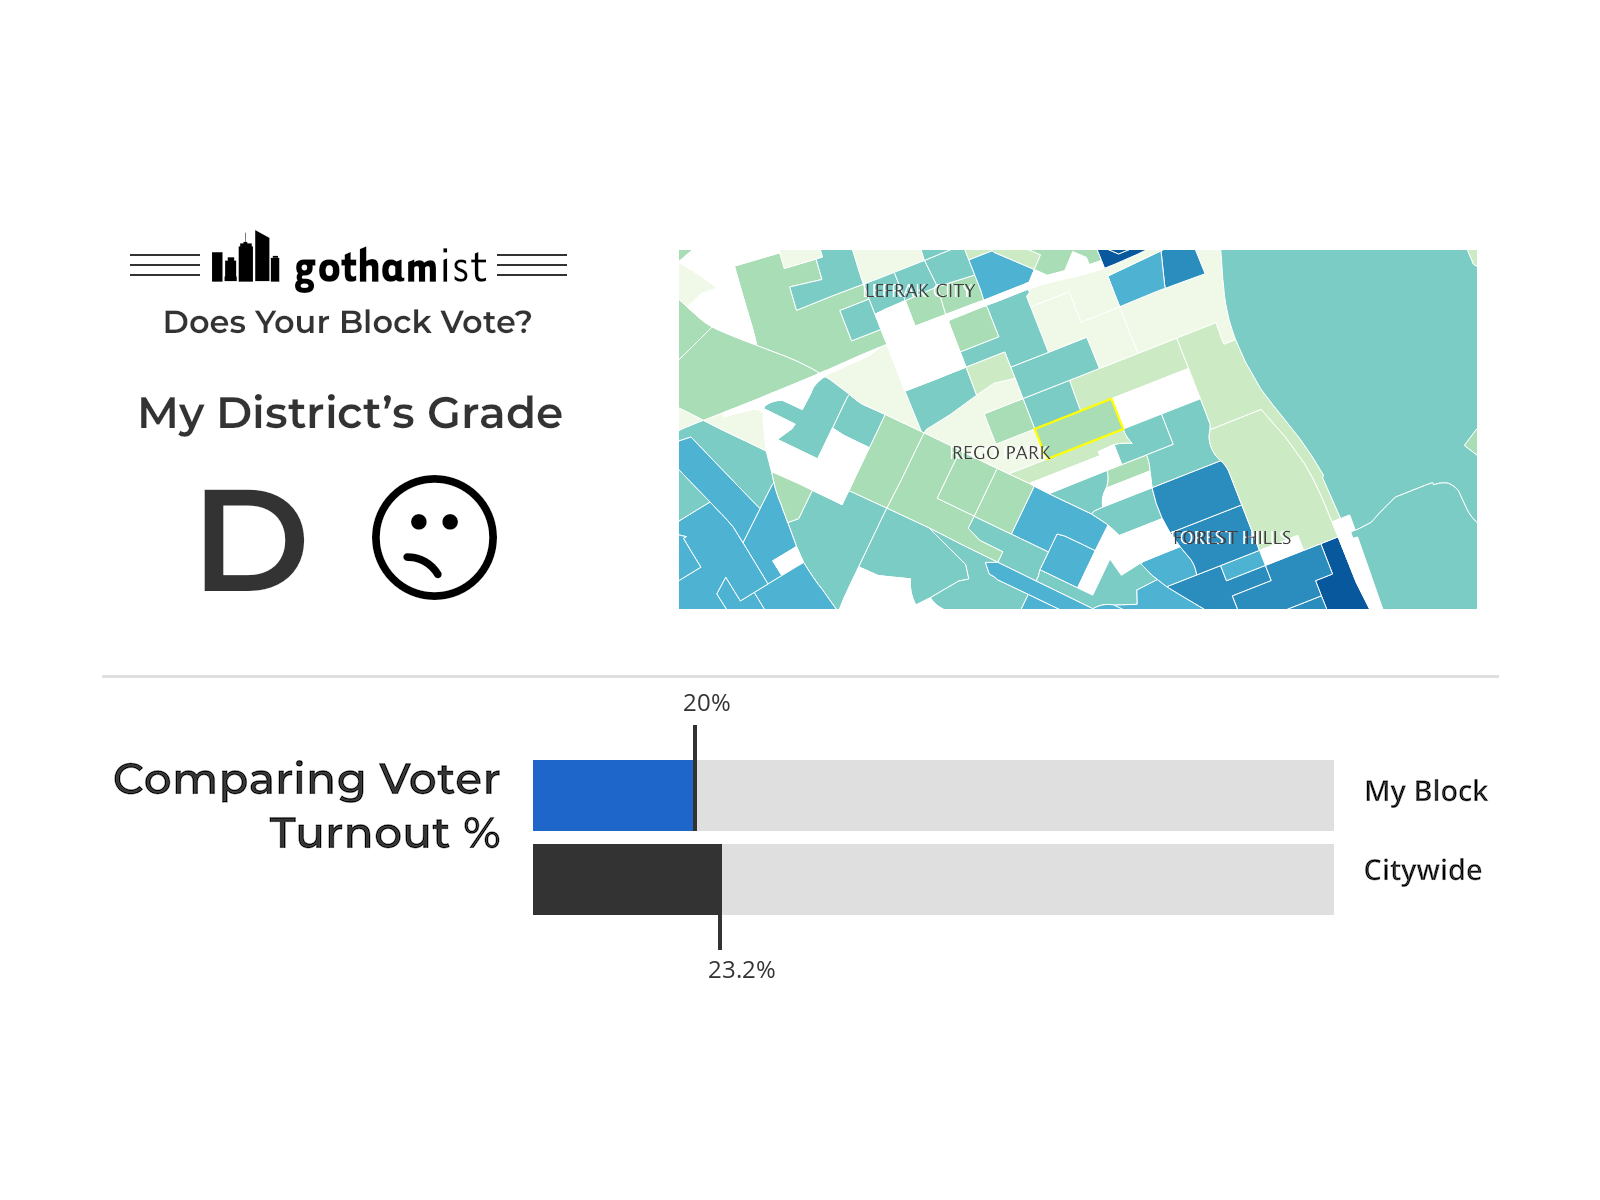 gothamist
Does Your Block Vote?
My District’s Grade
D
LEFRAK CITY
REGO PARK
FOREST HILLS
20%
Comparing Voter
Turnout %
My Block
Citywide
23.2%